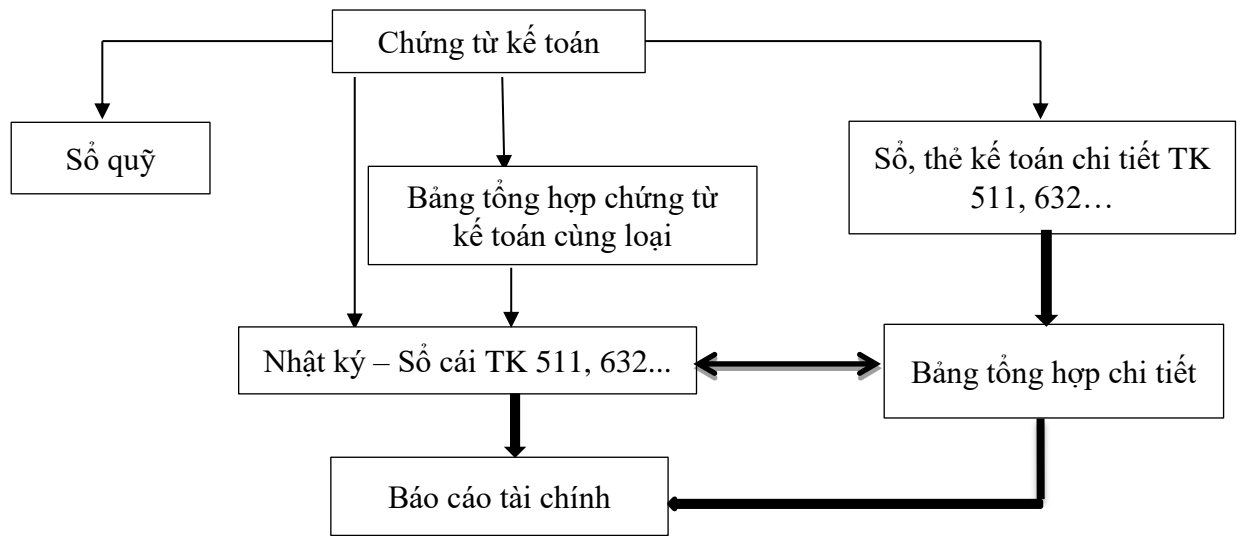 Chứng từ kế toán
Sổ quỹ
Sổ, thẻ kế toán chi tiết TK
511, 632…
Bảng tổng hợp chứng từ
kế toán cùng loại
Nhật ký – Sổ cái TK 511, 632...
Bảng tổng hợp chi tiết
Báo cáo tài chính